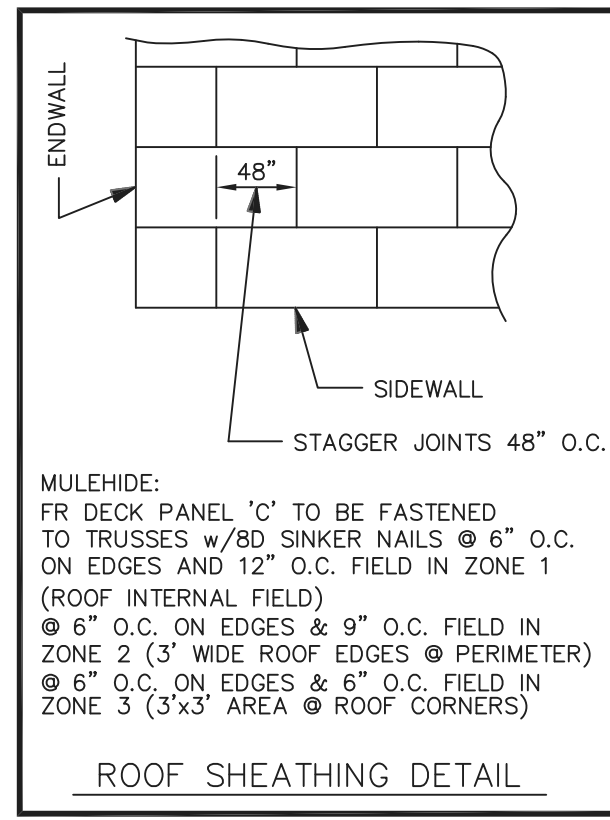 ENDWALL
48"
SIDEWALL
STAGGER JOINTS 48" O.C.
MULEHIDE:
FR DECK PANEL 'C' TO BE FASTENED
TO TRUSSES w/8D SINKER NAILS @ 6" O.C.
ON EDGES AND 12" O.C. FIELD IN ZONE 1
(ROOF INTERNAL FIELD)
@ 6" O.C. ON EDGES & 9" O.C. FIELD IN
ZONE 2 (3' WIDE ROOF EDGES @ PERIMETER)
@ 6" O.C. ON EDGES & 6" O.C. FIELD IN
ZONE 3 (3'x3' AREA @ ROOF CORNERS)
ROOF SHEATHING DETAIL